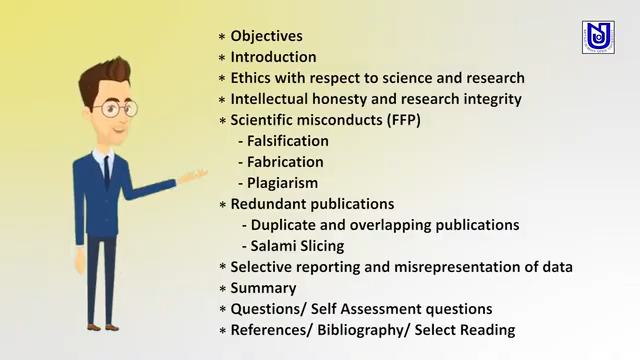 * Objectives
* Introduction
* Ethics with respect to science and research
* Intellectual honesty and research integrity
* Scientific misconducts (FFP)
- Falsification
- Fabrication
- Plagiarism
* Redundant publications
- Duplicate and overlapping publications
- Salami Slicing
* Selective reporting and misrepresentation of data
* Summary
* Questions/ Self Assessment questions
* References/ Bibliography/ Select Reading